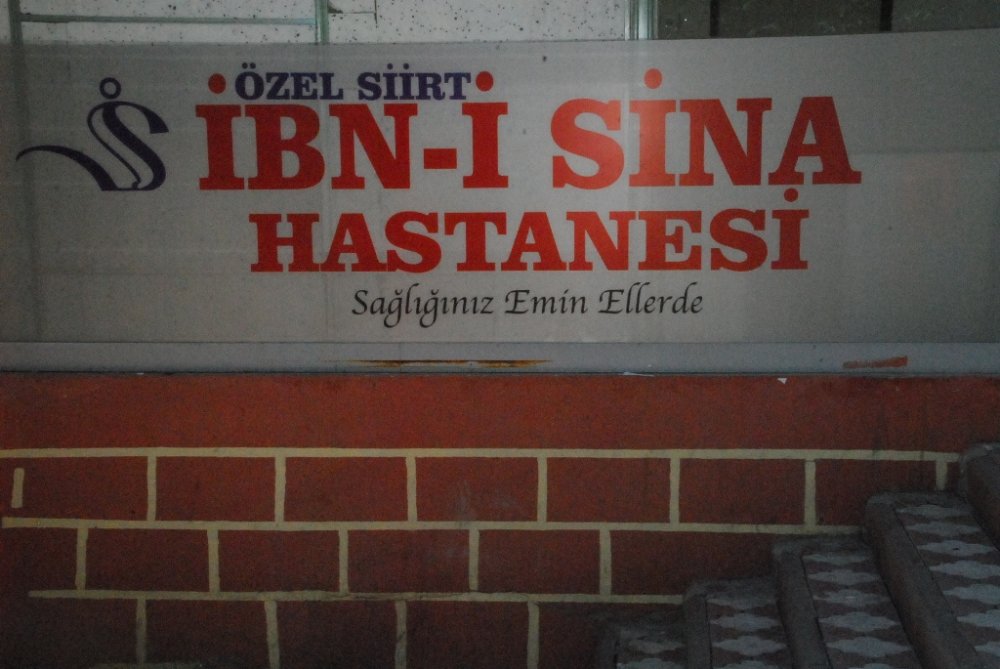 ÖZEL SİİRT
İBN-İ SİNA
HASTANESİ
Sağlığınız Emin Ellerde